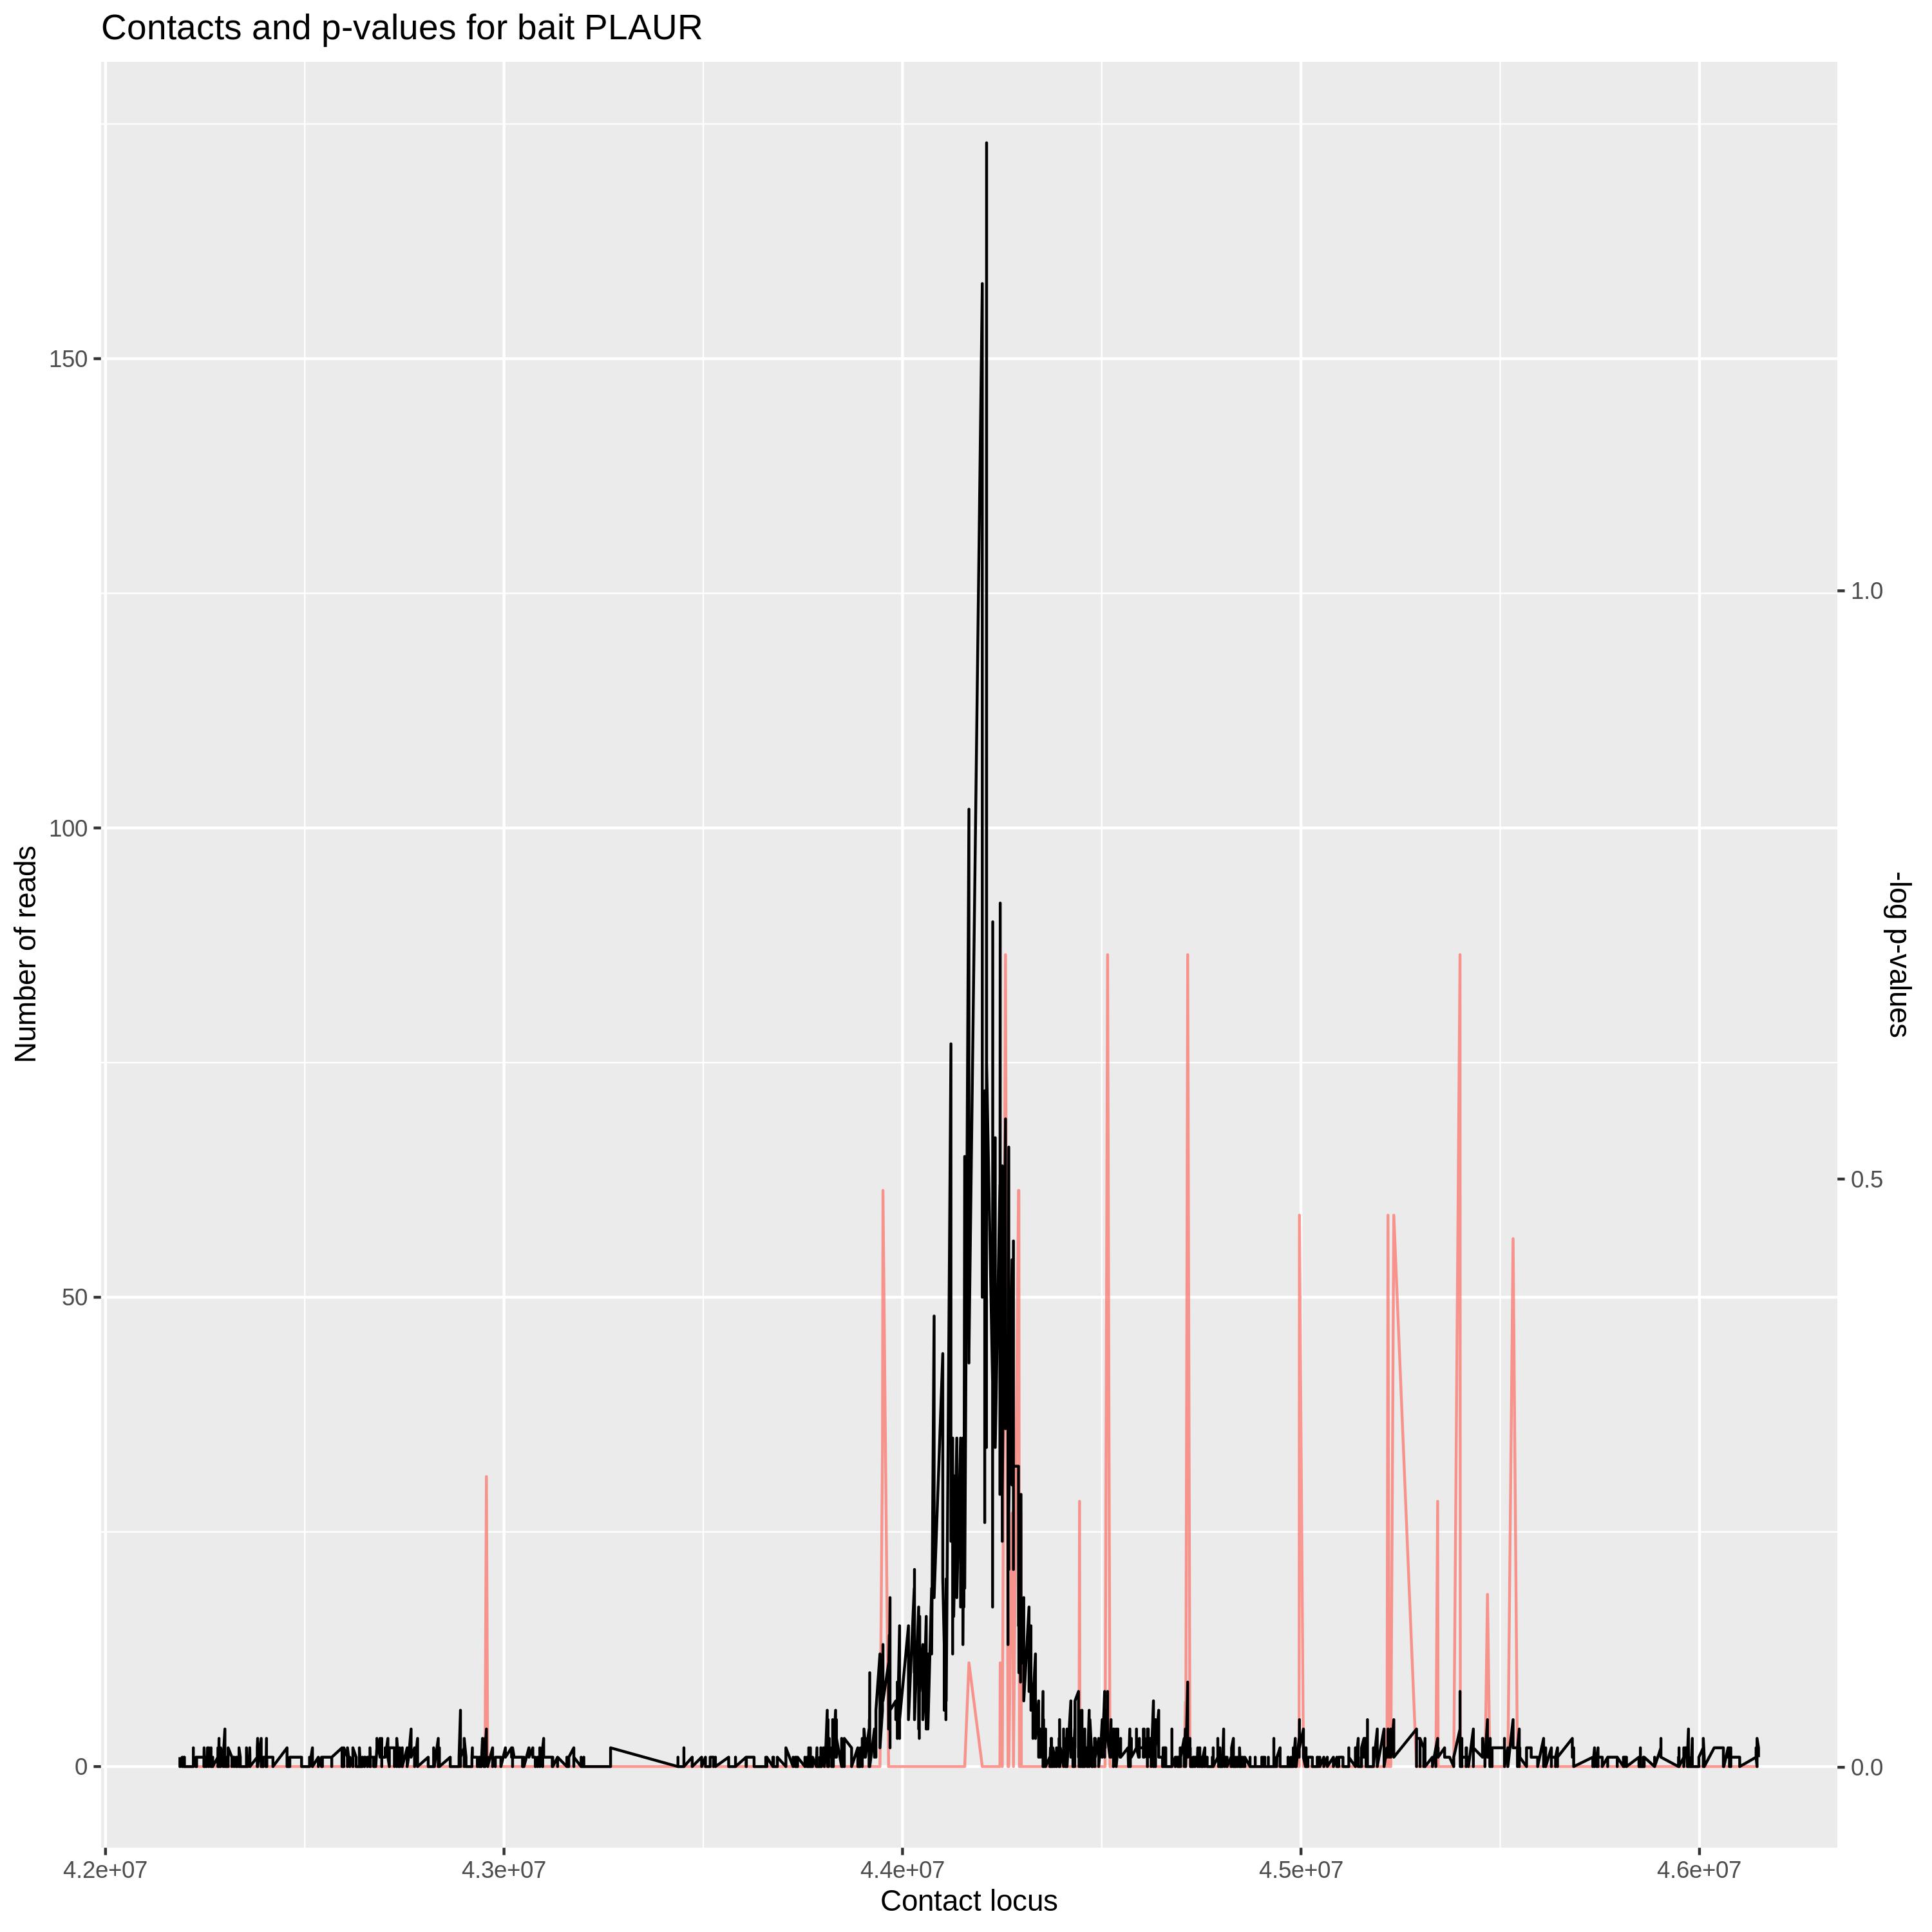 Contacts and p-values for bait PLAUR
150
100
50
0
Number of reads
1.0
0.5
0.0
-log p-values
4.2e+07
4.3e+07
4.4e+07
4.5e+07
4.6e+07
Contact locus